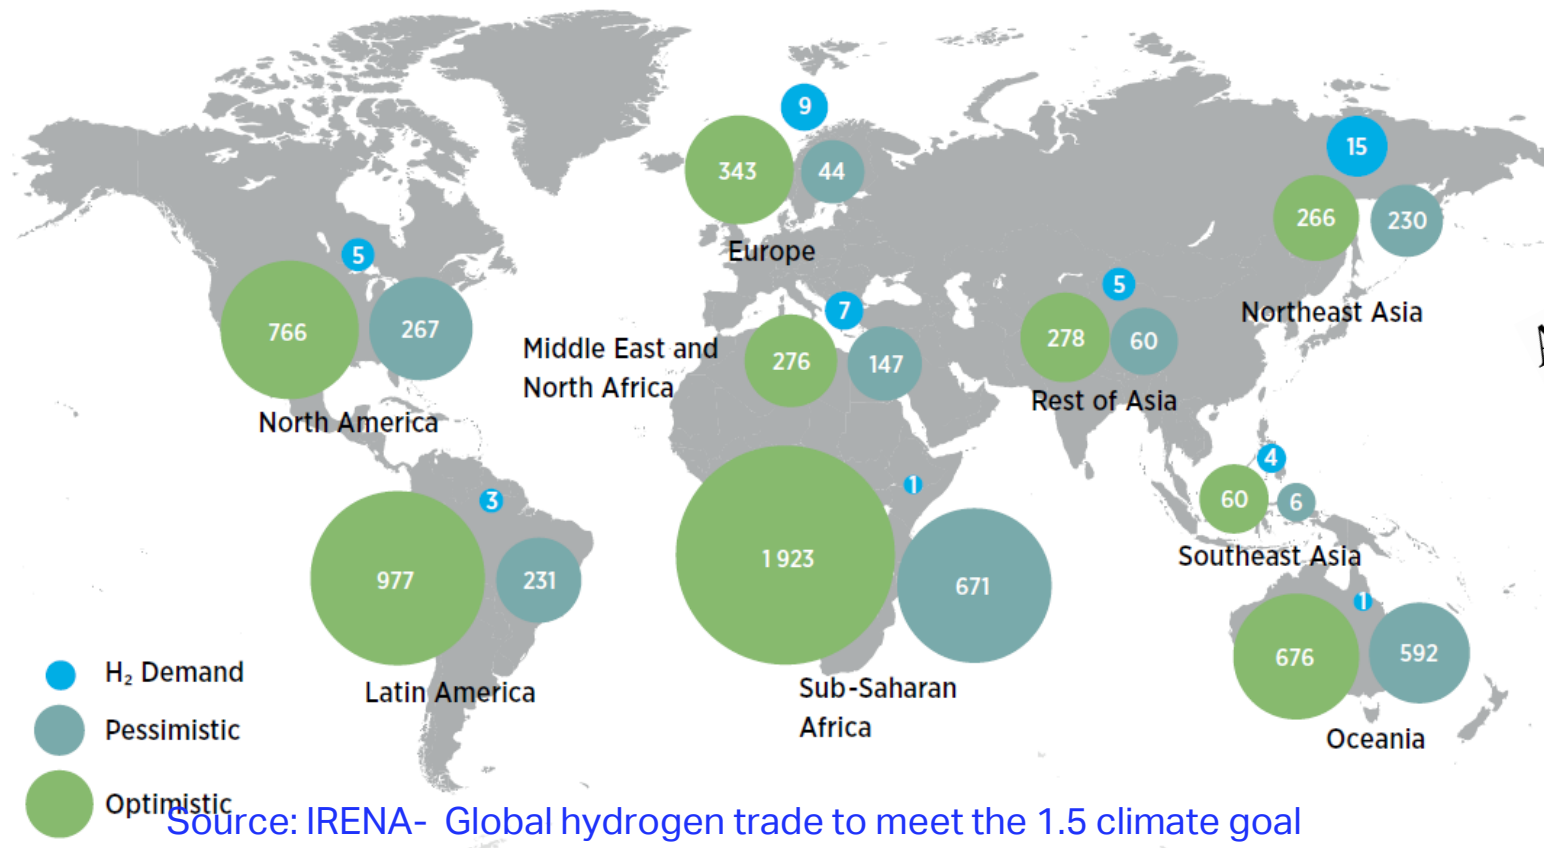 9
343
44
Europe
15
266
230
Northeast Asia
5
766
267
North America
7
Middle East and
North Africa
276
147
5
278
60
Rest of Asia
4
60
6
Southeast Asia
3
977
231
Latin America
1
1 923
671
Sub-Saharan
Africa
1
676
592
Oceania
H₂ Demand
Pessimistic
Optimistic
Source: IRENA- Global hydrogen trade to meet the 1.5 climate goal